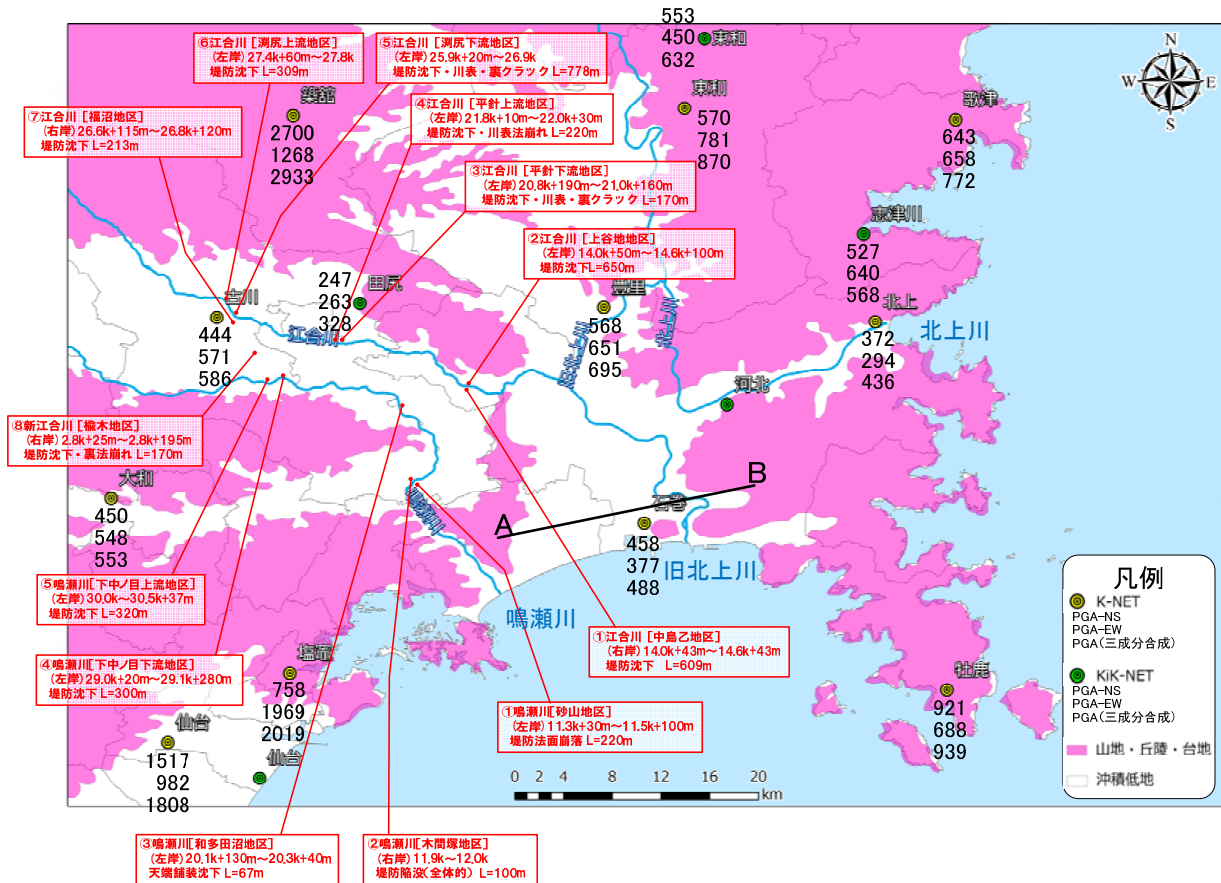 ⑥江合川 [渕尻上流地区]
(左岸)27.4k+60m～27.8k
堤防沈下 L=309m
⑤江合川 [渕尻下流地区]
(左岸)25.9k+20m～26.9k
堤防沈下・川表・裏クラック L=778m
④江合川 [平針上流地区]
(左岸)21.8k+10m～22.0k+30m
堤防沈下・川表法崩れ L=220m
⑦江合川 [福沼地区]
(右岸)26.6k+115m～26.8k+120m
堤防沈下 L=213m
③江合川 [平針下流地区]
(左岸)20.8k+190m～21.0k+160m
堤防沈下・川表・裏クラック L=170m
②江合川 [上谷地地区]
(左岸)14.0k+50m～14.6k+100m
堤防沈下L=650m
553
450
632
東和
東和
570
781
870
歌津
643
658
772
N
W
E
S
築舘
2700
1268
2933
志津川
527
640
568
247
263
328
田尻
古川
444
571
586
江合川
豊里
568
651
695
旧北上川
北上川
北上
372
294
436
北上川
河北
⑧新江合川 [楡木地区]
(右岸)2.8k+25m～2.8k+195m
堤防沈下・裏法崩れ L=170m
大和
450
548
553
鳴瀬川
A
B
石巻
458
377
488
旧北上川
鳴瀬川
⑤鳴瀬川[下中ノ目上流地区]
(左岸)30.0k～30.5k+37m
堤防沈下 L=320m
④鳴瀬川[下中ノ目下流地区]
(左岸)29.0k+20m～29.1k+280m
堤防沈下 L=300m
塩竈
758
1969
2019
仙台
1517
982
1808
仙台
①江合川 [中島乙地区]
(右岸)14.0k+43m～14.6k+43m
堤防沈下 L=609m
①鳴瀬川[砂山地区]
(左岸)11.3k+30m～11.5k+100m
堤防法面崩落 L=220m
牡鹿
921
688
939
凡例
K-NET
PGA-NS
PGA-EW
PGA(三成分合成)
KiK-NET
PGA-NS
PGA-EW
PGA(三成分合成)
山地・丘陵・台地
沖積低地
0 2 4 8 12 16 20
km
③鳴瀬川[和多田沼地区]
(左岸)20.1k+130m～20.3k+40m
天端舗装沈下 L=67m
②鳴瀬川[木間塚地区]
(右岸)11.9k～12.0k
堤防陥没(全体的) L=100m